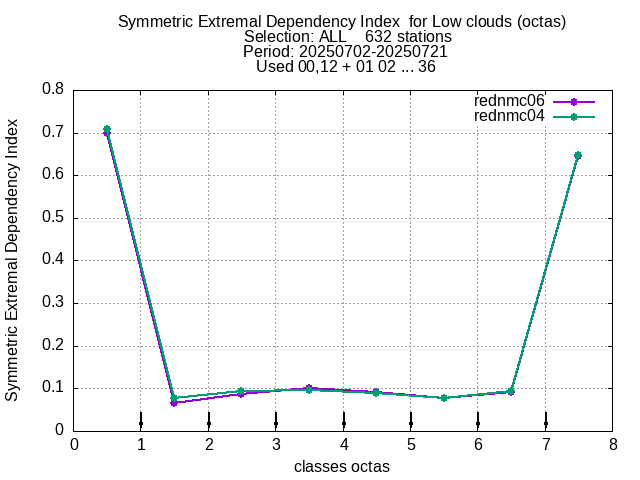 Symmetric Extremal Dependency Index  for Low clouds (octas)
Selection: ALL    632 stations
Period: 20250702-20250721
Used 00,12 + 01 02 ... 36
rednmc06
rednmc04
Symmetric Extremal Dependency Index
0.8
0.7
0.6
0.5
0.4
0.3
0.2
0.1
0
0 1 2 3 4 5 6 7 8
classes octas